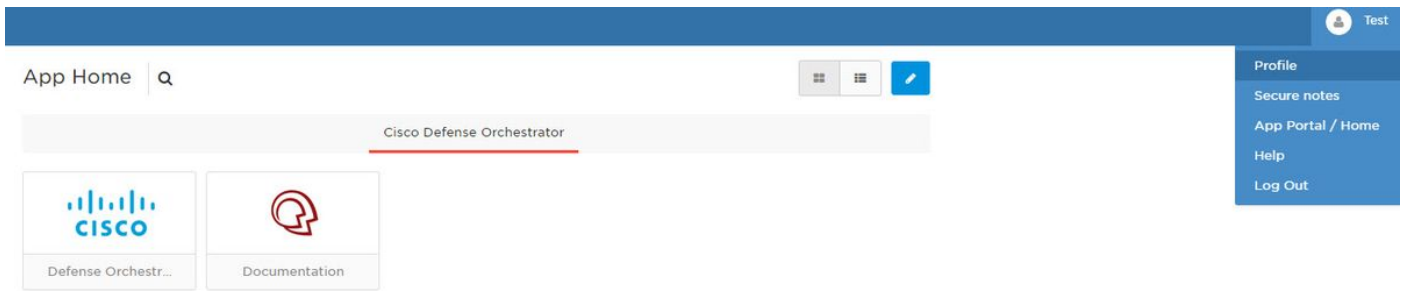 Test
App Home
Profile
Secure notes
App Portal / Home
Help
Log Out
Cisco Defense Orchestrator
CISCO
Defense Orchestr...
Documentation